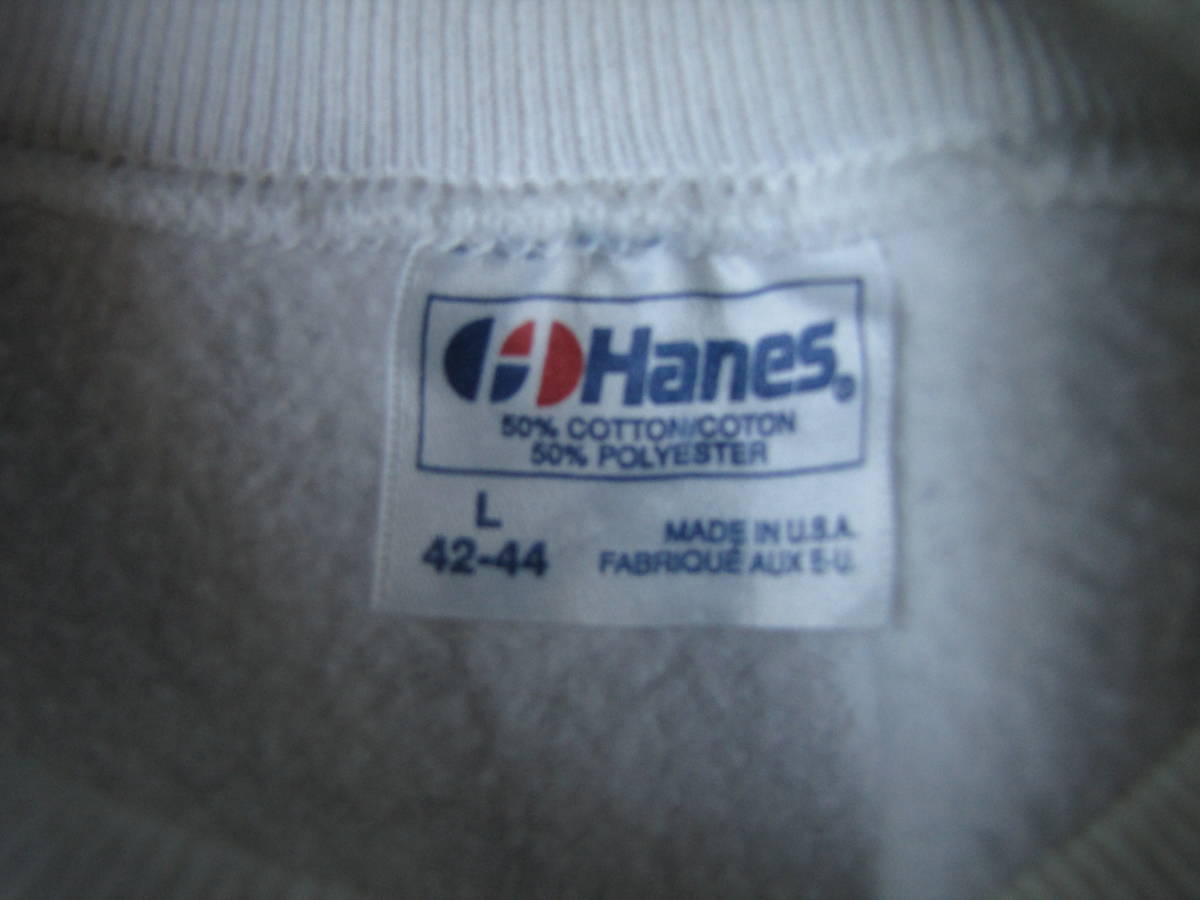 Hanes®
50% COTTON/COTON
50% POLYESTER
L
42-44
MADE IN U.S.A.
FABRIQUÉ AUX É-U.